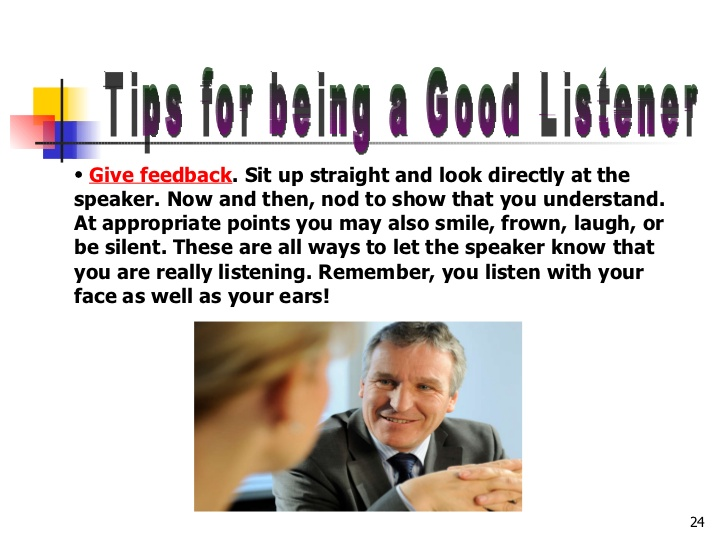 Tips for being a Good Listener
• Give feedback. Sit up straight and look directly at the
speaker. Now and then, nod to show that you understand.
At appropriate points you may also smile, frown, laugh, or
be silent. These are all ways to let the speaker know that
you are really listening. Remember, you listen with your
face as well as your ears!
24